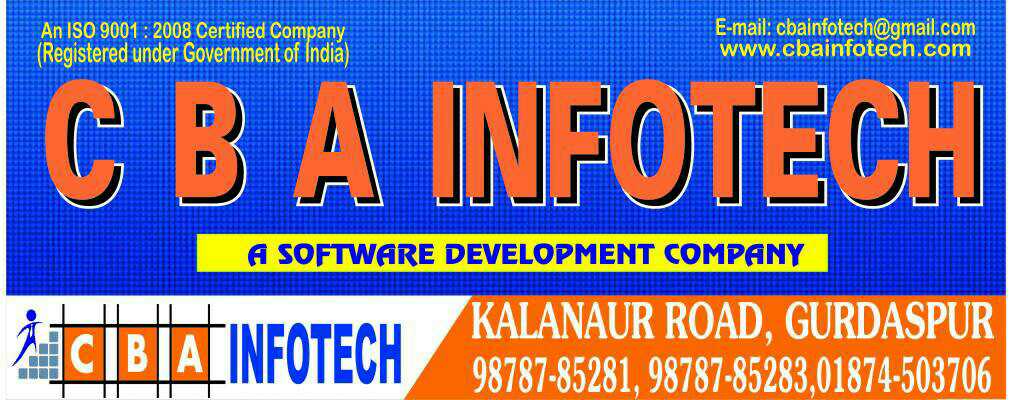 An ISO 9001 : 2008 Certified Company
(Registered under Government of India)
E-mail: cbainfotech@gmail.com
www.cbainfotech.com
C B A INFOTECH
A SOFTWARE DEVELOPMENT COMPANY
C B A INFOTECH
KALANAUR ROAD, GURDASPUR
98787-85281, 98787-85283,01874-503706